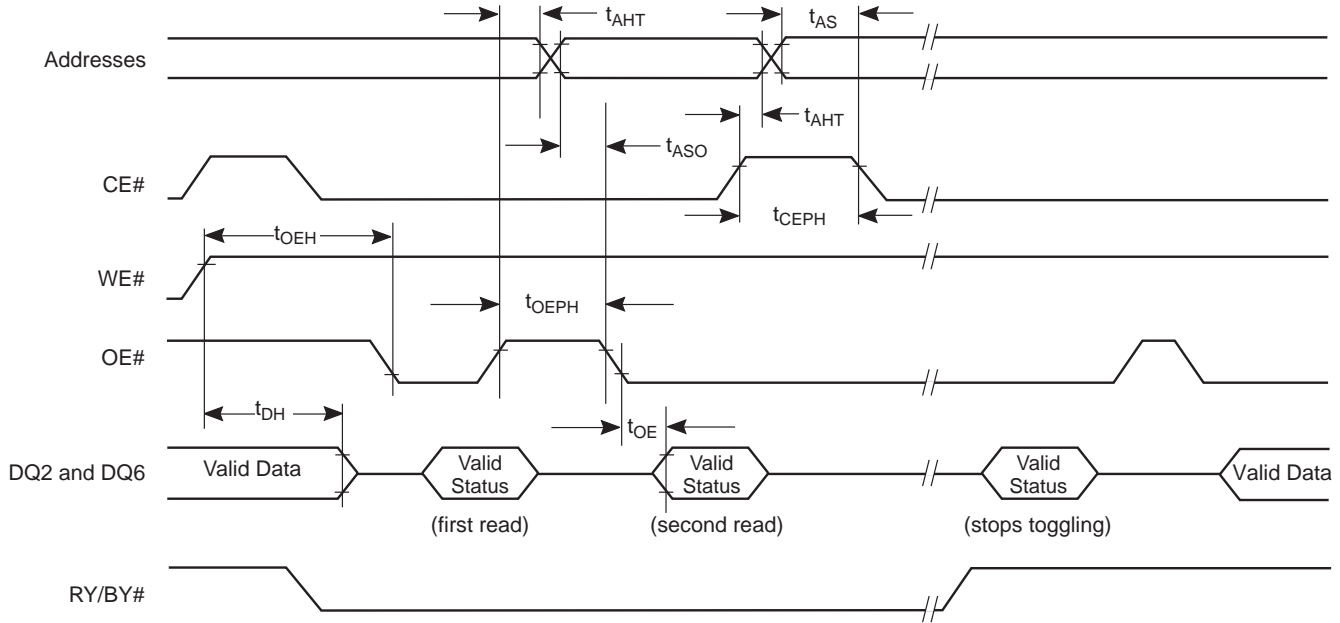 tAHT
tAS
Addresses
tAHT
tASO
CE#
tCEPH
tOEH
WE#
tOEPH
OE#
tDH
tOE
DQ2 and DQ6
Valid Data
Valid
Status
Valid
Status
Valid
Status
Valid Data
(first read)
(second read)
(stops toggling)
RY/BY#